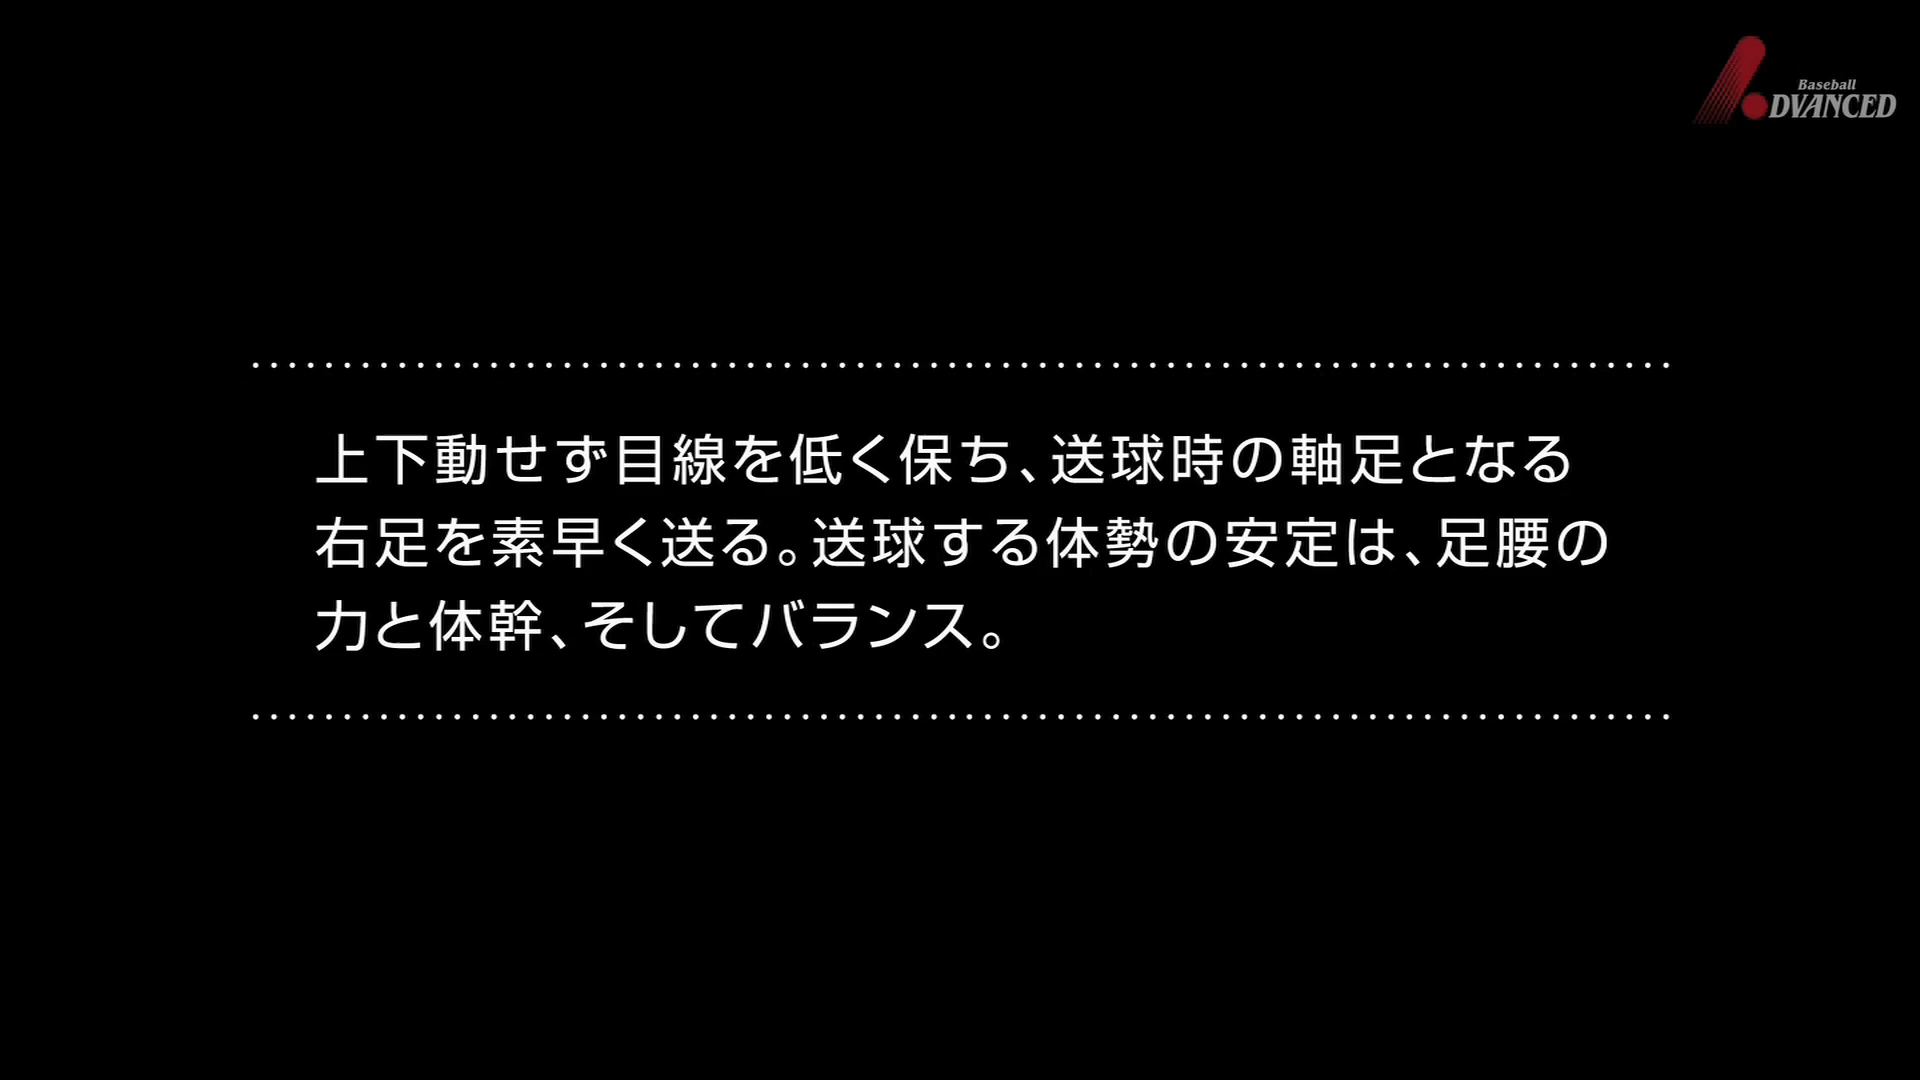 Baseball
ADVANCED
上下動せず目線を低く保ち、送球時の軸足となる
右足を素早く送る。送球する体勢の安定は、足腰の
力と体幹、そしてバランス。